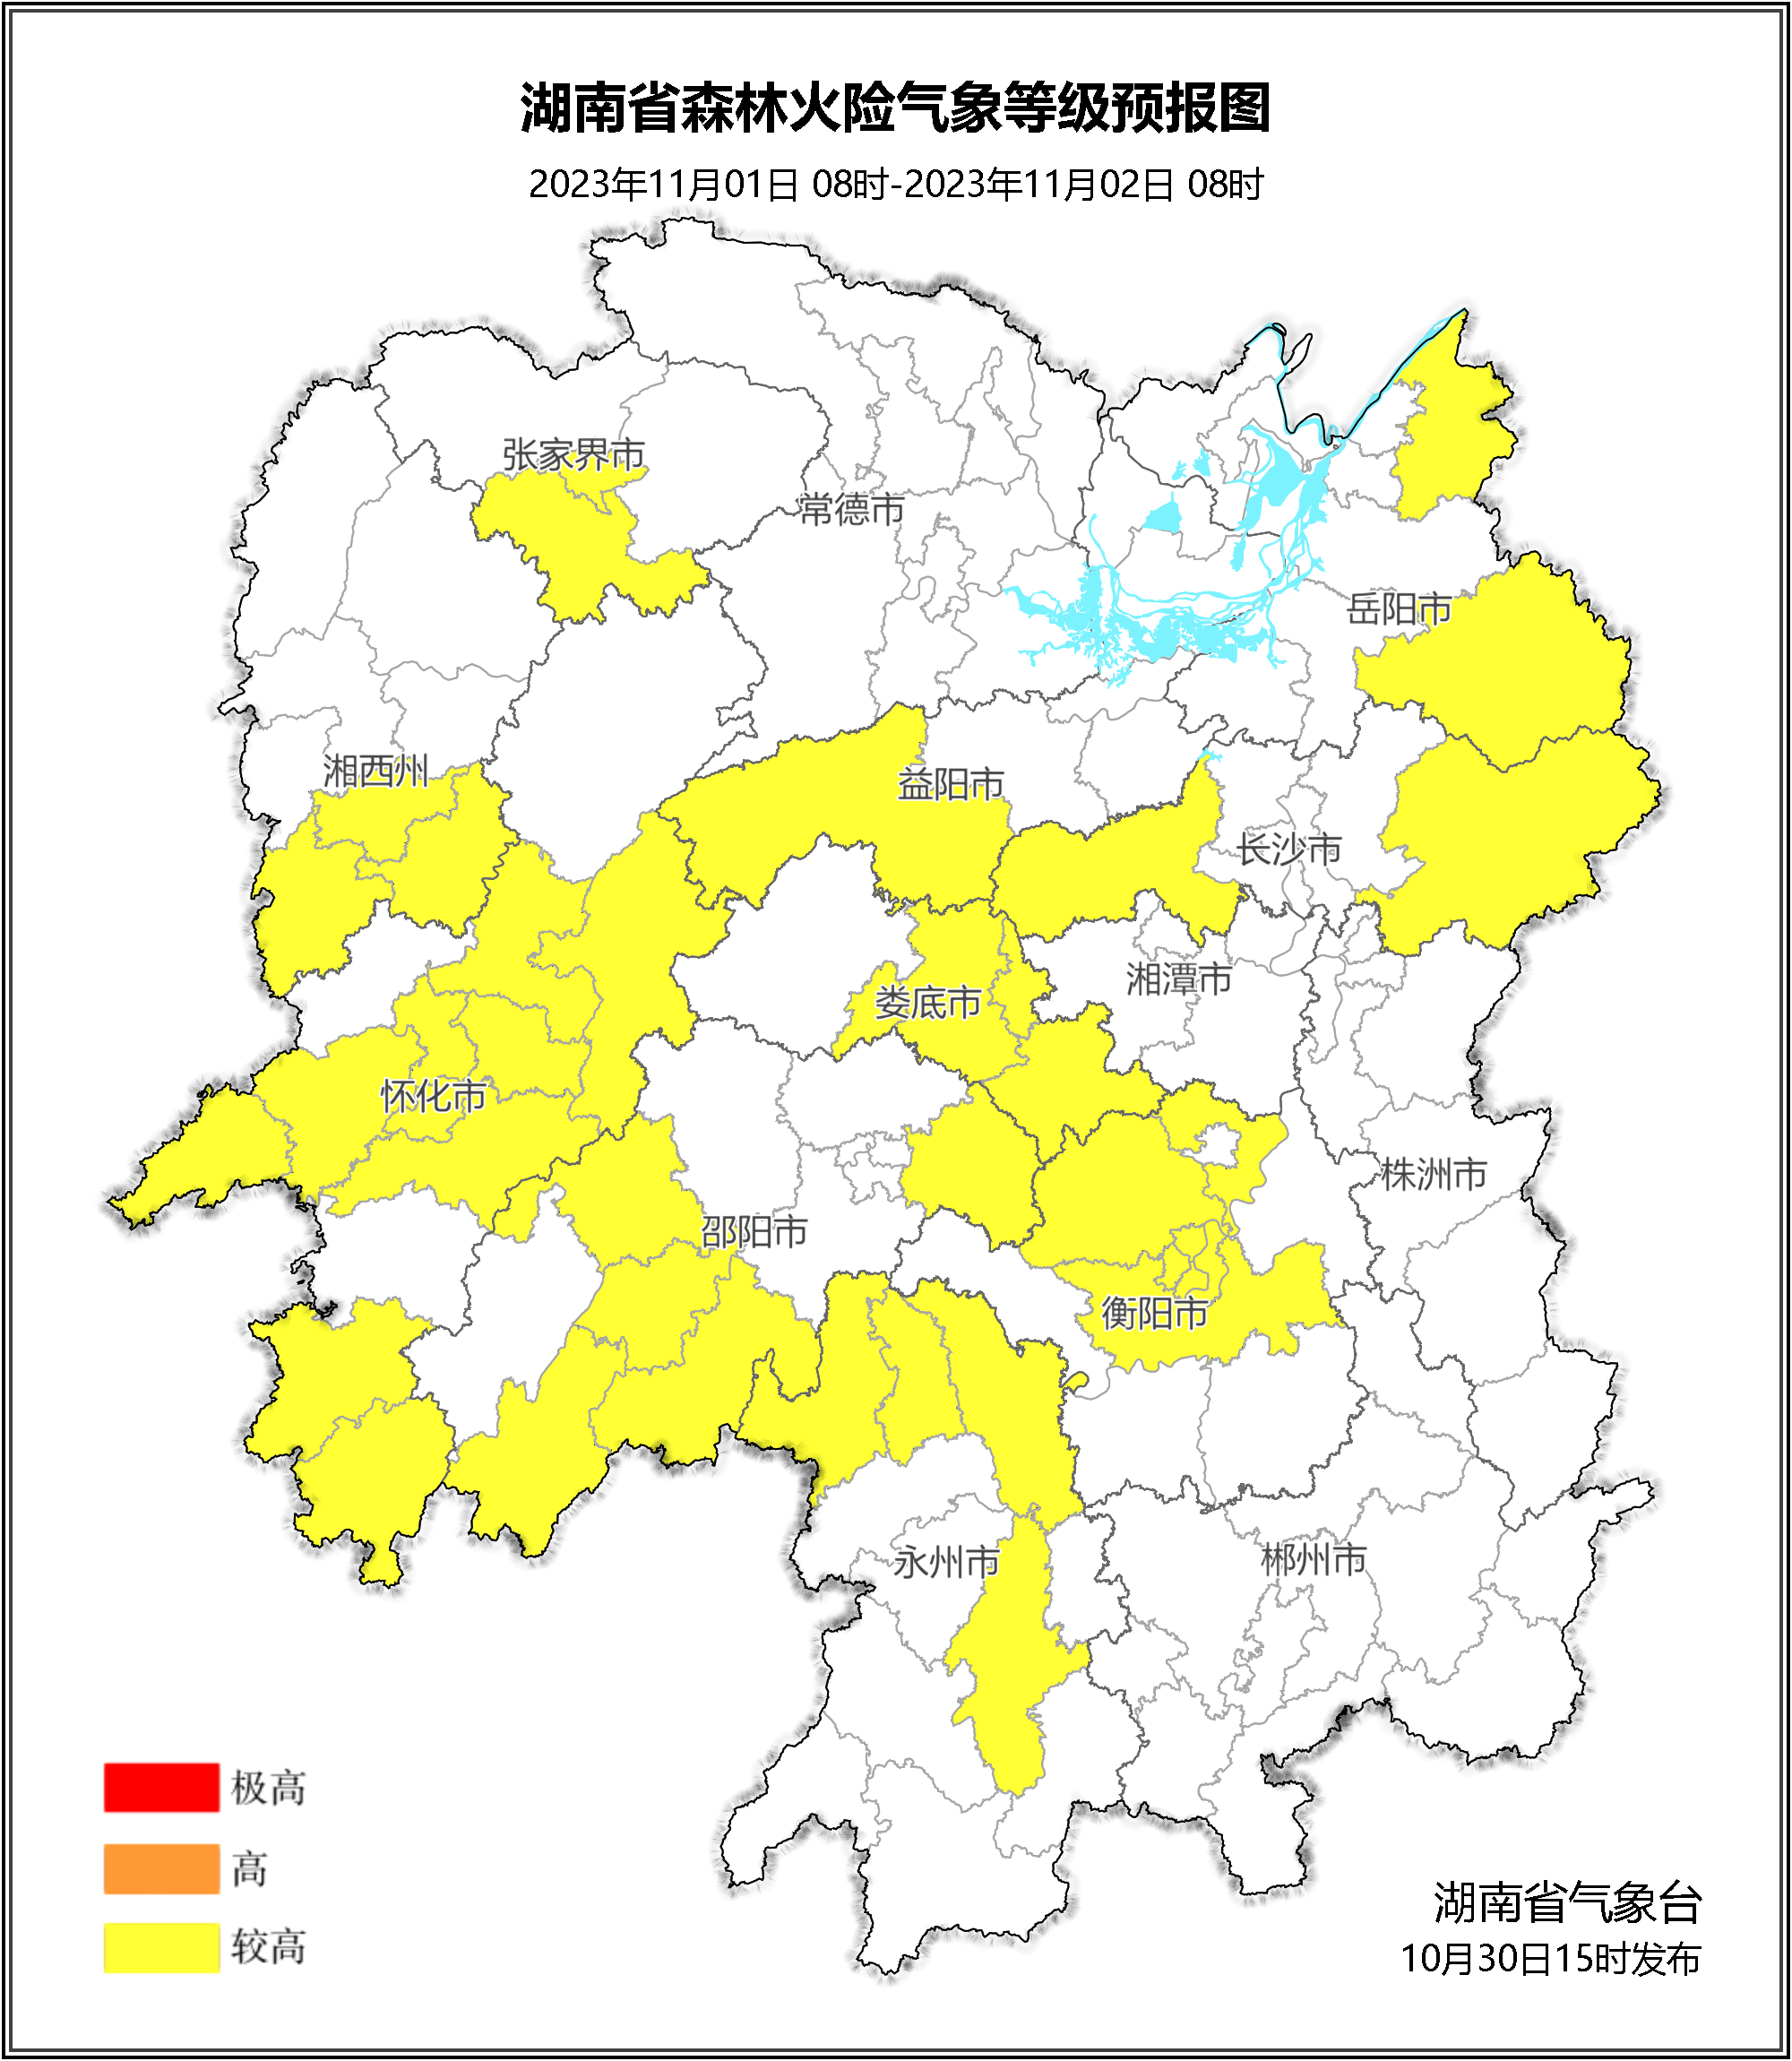 湖南省森林火险气象等级预报图
2023年11月01日 08时-2023年11月02日 08时
张家界市
常德市
岳阳市
湘西州
益阳市
长沙市
湘潭市
娄底市
怀化市
株洲市
邵阳市
衡阳市
永州市
郴州市
极高
高
较高
湖南省气象台
10月30日15时发布